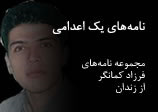 نامه‌های یک اعدامی
مجموعه نامه‌های
فرزاد کمانگر
از زندان